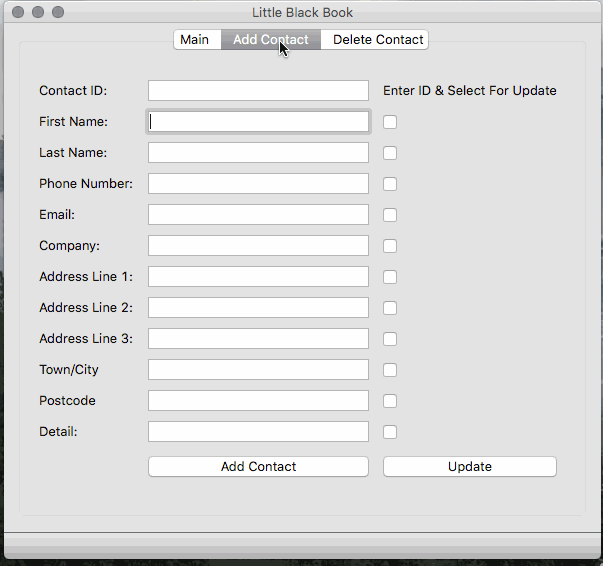 Little Black Book
Main Add Contact Delete Contact
Contact ID: Enter ID & Select For Update
First Name:
Last Name:
Phone Number:
Email:
Company:
Address Line 1:
Address Line 2:
Address Line 3:
Town/City
Postcode
Detail:
Add Contact Update